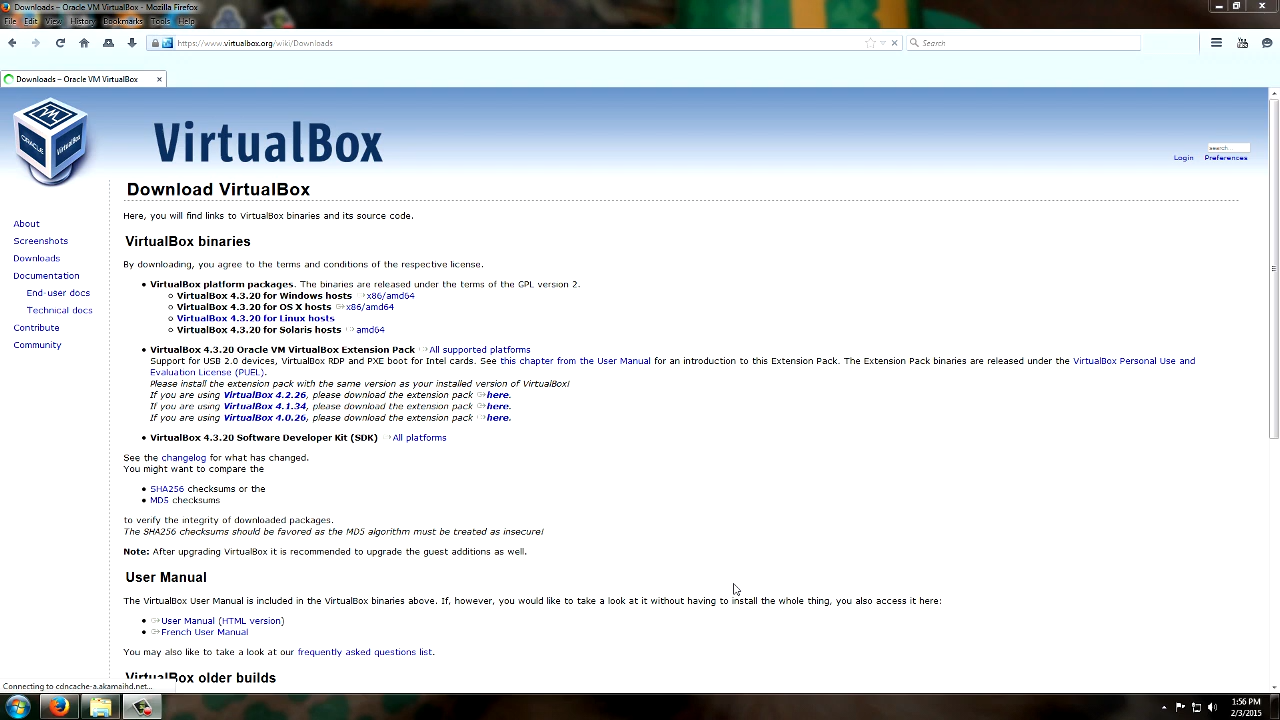 Downloads – Oracle VM VirtualBox - Mozilla Firefox
File Edit View History Bookmarks Tools Help
https://www.virtualbox.org/wiki/Downloads
Search
Downloads – Oracle VM VirtualBox
ORACLE
VirtualBox
VirtualBox
search...
Login Preferences
Download VirtualBox
Here, you will find links to VirtualBox binaries and its source code.
About
Screenshots
Downloads
Documentation
End-user docs
Technical docs
Contribute
Community
VirtualBox binaries
By downloading, you agree to the terms and conditions of the respective license.
VirtualBox platform packages. The binaries are released under the terms of the GPL version 2.
VirtualBox 4.3.20 for Windows hosts x86/amd64
VirtualBox 4.3.20 for OS X hosts x86/amd64
VirtualBox 4.3.20 for Linux hosts
VirtualBox 4.3.20 for Solaris hosts amd64
VirtualBox 4.3.20 Oracle VM VirtualBox Extension Pack All supported platforms
Support for USB 2.0 devices, VirtualBox RDP and PXE boot for Intel cards. See this chapter from the User Manual for an introduction to this Extension Pack. The Extension Pack binaries are released under the VirtualBox Personal Use and
Evaluation License (PUEL).
Please install the extension pack with the same version as your installed version of VirtualBox!
If you are using VirtualBox 4.2.26, please download the extension pack here.
If you are using VirtualBox 4.1.34, please download the extension pack here.
If you are using VirtualBox 4.0.26, please download the extension pack here.
VirtualBox 4.3.20 Software Developer Kit (SDK) All platforms
See the changelog for what has changed.
You might want to compare the
SHA256 checksums or the
MD5 checksums
to verify the integrity of downloaded packages.
The SHA256 checksums should be favored as the MD5 algorithm must be treated as insecure!
Note: After upgrading VirtualBox it is recommended to upgrade the guest additions as well.
User Manual
The VirtualBox User Manual is included in the VirtualBox binaries above. If, however, you would like to take a look at it without having to install the whole thing, you also access it here:
User Manual (HTML version)
French User Manual
You may also like to take a look at our frequently asked questions list.
VirtualBox older builds
Connecting to cdncache-a.akamaihd.net...
1:56 PM
2/3/2015